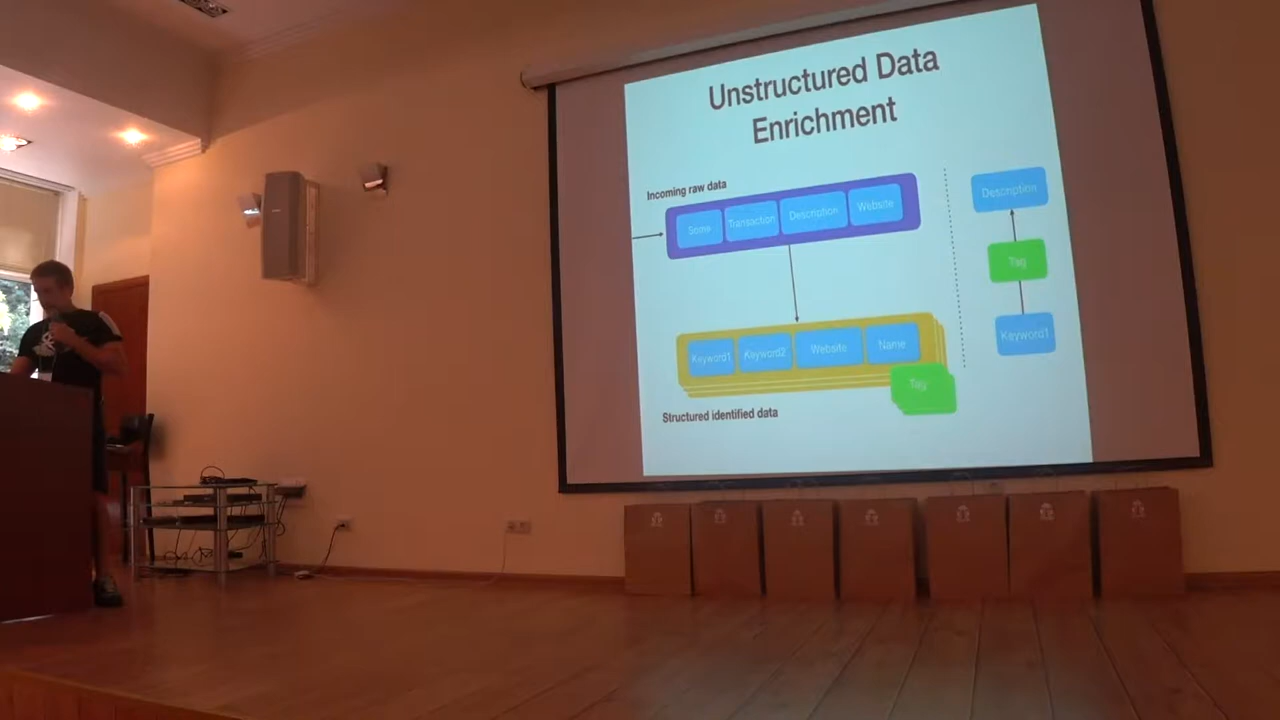 Unstructured Data
Enrichment
Incoming raw data
Some
Transaction
Description
Website
Keyword1
Keyword2
Website
Name
Tag
Structured identified data
Description
Tag
Keyword1